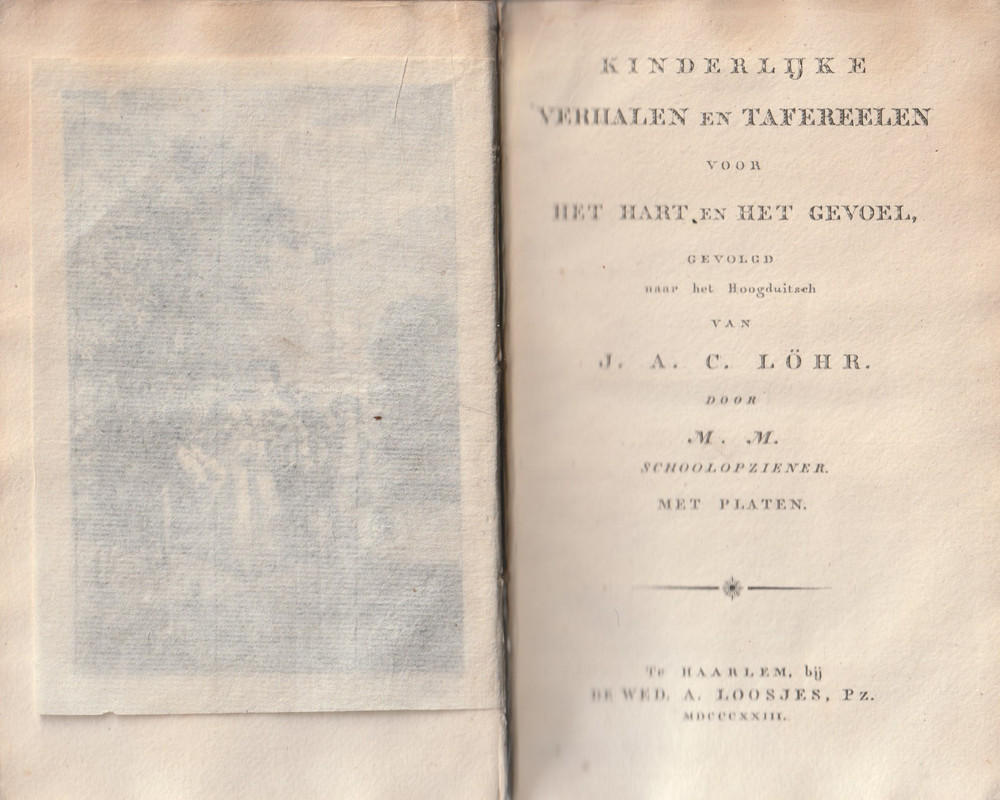 KINDERLIJKE
VERHALEN EN TAFEREELEN
VOOR
HET HART EN HET GEVOEL,
GEVOLGD
naar het Hoogduitsch
VAN
J. A. C. LÖHR.
DOOR
M. M.
SCHOOLOPZIENER.
MET PLATEN.
Te HAARLEM, bij
DE WED. A. LOOSJES, Pz.
MDCCCXXIII.